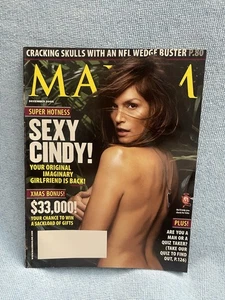 CRACKING SKULLS WITH AN NFL WEDGE BUSTER P.80
MA
M
SUPER HOTNESS
SEXY
CINDY!
YOUR ORIGINAL
IMAGINARY
GIRLFRIEND IS BACK!
XMAS BONUS!
$33,000!
YOUR CHANCE TO WIN
A SACKLOAD OF GIFTS
PLUS!
ARE YOU A
MAN OR A
QUIZ TAKER?
(TAKE OUR
QUIZ TO FIND
OUT, P.126)